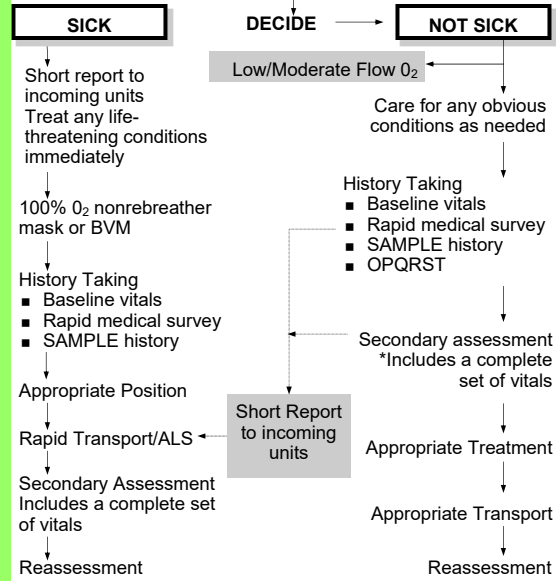 SICK
DECIDE
NOT SICK
Short report to
incoming units
Treat any life-
threatening conditions
immediately
100% 0₂ nonrebreather
mask or BVM
History Taking
■ Baseline vitals
■ Rapid medical survey
■ SAMPLE history
Appropriate Position
Rapid Transport/ALS
Secondary Assessment
Includes a complete set
of vitals
Reassessment
Low/Moderate Flow 0₂
Short Report
to incoming
units
Care for any obvious
conditions as needed
History Taking
■ Baseline vitals
■ Rapid medical survey
■ SAMPLE history
■ OPQRST
Secondary assessment
*Includes a complete
set of vitals
Appropriate Treatment
Appropriate Transport
Reassessment